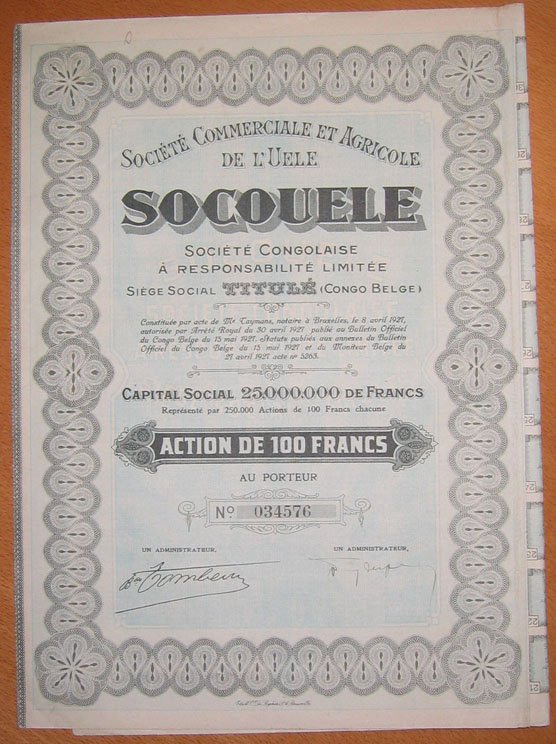 SOCIÉTÉ COMMERCIALE ET AGRICOLE
DE L'UELE
SOCOUELE
SOCIÉTÉ CONGOLAISE
À RESPONSABILITÉ LIMITÉE
SIÈGE SOCIAL TITULÉ (CONGO BELGE)
Constituée par acte de Me Taymans, notaire à Bruxelles, le 8 avril 1927,
autorisée par Arrêté Royal du 30 avril 1927 publié au Bulletin Officiel
du Congo Belge du 15 mai 1927. Statuts publiés aux annexes du Bulletin
Officiel du Congo Belge du 15 mai 1927 et du Moniteur Belge du
27 avril 1927 acte no 5265.
CAPITAL SOCIAL 25.000.000 DE FRANCS
Représenté par 250.000 Actions de 100 Francs chacune
ACTION DE 100 FRANCS
AU PORTEUR
No 034576
UN ADMINISTRATEUR, UN ADMINISTRATEUR,